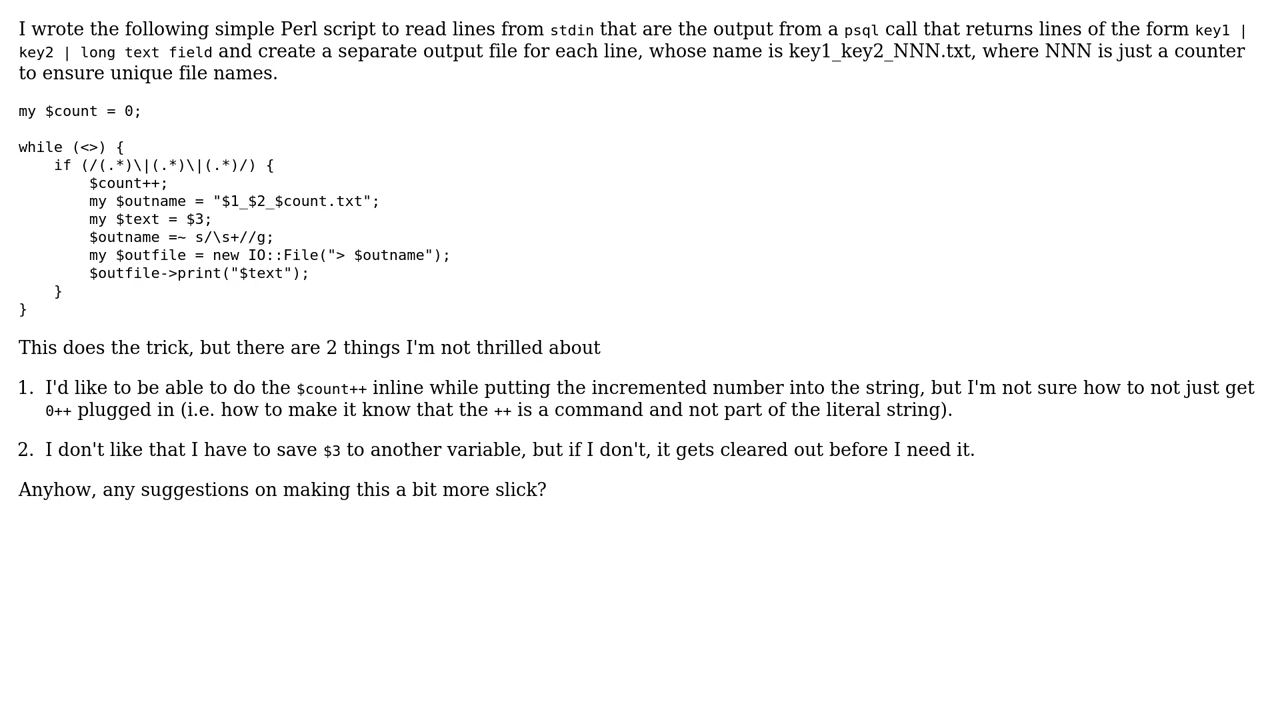 I wrote the following simple Perl script to read lines from stdin that are the output from a psql call that returns lines of the form key1 |
key2 | long text field and create a separate output file for each line, whose name is key1_key2_NNN.txt, where NNN is just a counter
to ensure unique file names.
my $count = 0;
while (<>) {
    if (/(.*)\|(.*)\|(.*)/) {
        $count++;
        my $outname = "$1_$2_$count.txt";
        my $text = $3;
        $outname =~ s/\s+//g;
        my $outfile = new IO::File("> $outname");
        $outfile->print("$text");
    }
}
This does the trick, but there are 2 things I'm not thrilled about
1. I'd like to be able to do the $count++ inline while putting the incremented number into the string, but I'm not sure how to not just get
0++ plugged in (i.e. how to make it know that the ++ is a command and not part of the literal string).
2. I don't like that I have to save $3 to another variable, but if I don't, it gets cleared out before I need it.
Anyhow, any suggestions on making this a bit more slick?